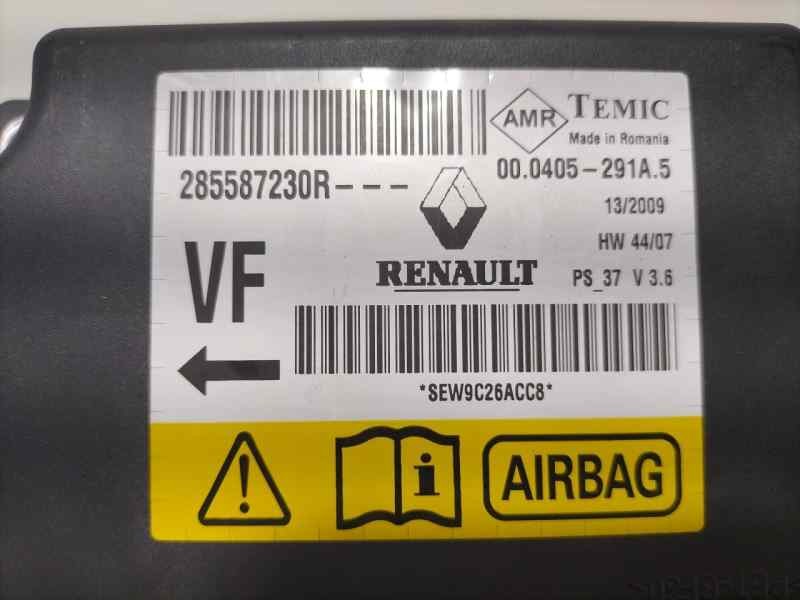 AMR TEMIC
Made in Romania
285587230R---
00.0405-291A.5
13/2009
HW 44/07
VF
RENAULT
PS_37 V 3.6
*SEW9C26ACC8*
i
AIRBAG